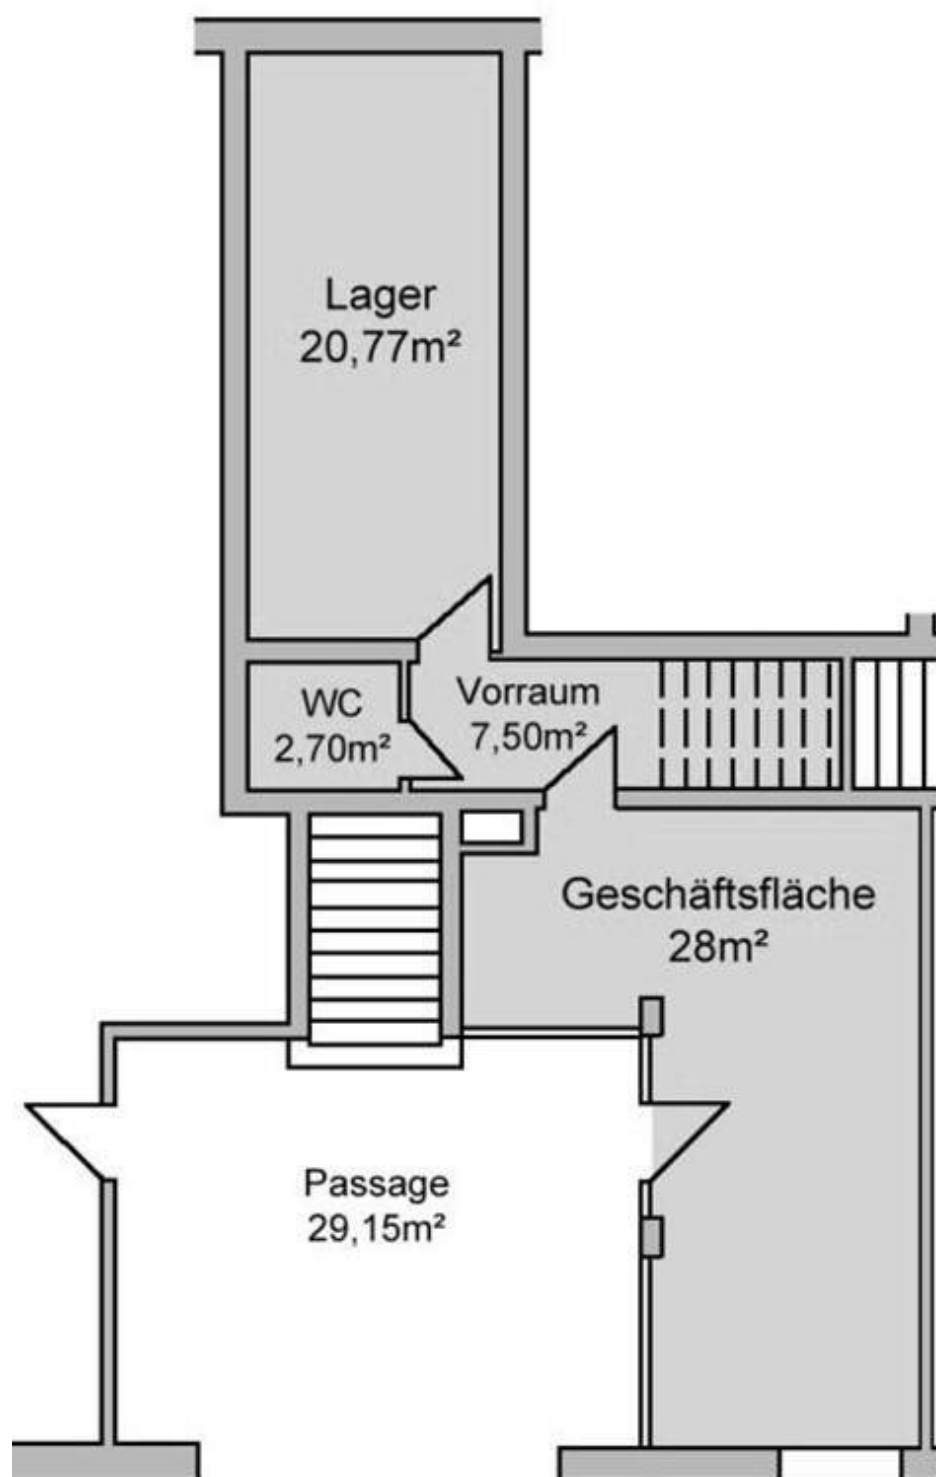 Lager
20,77m²
WC
2,70m²
Vorraum
7,50m²
Geschäftsfläche
28m²
Passage
29,15m²